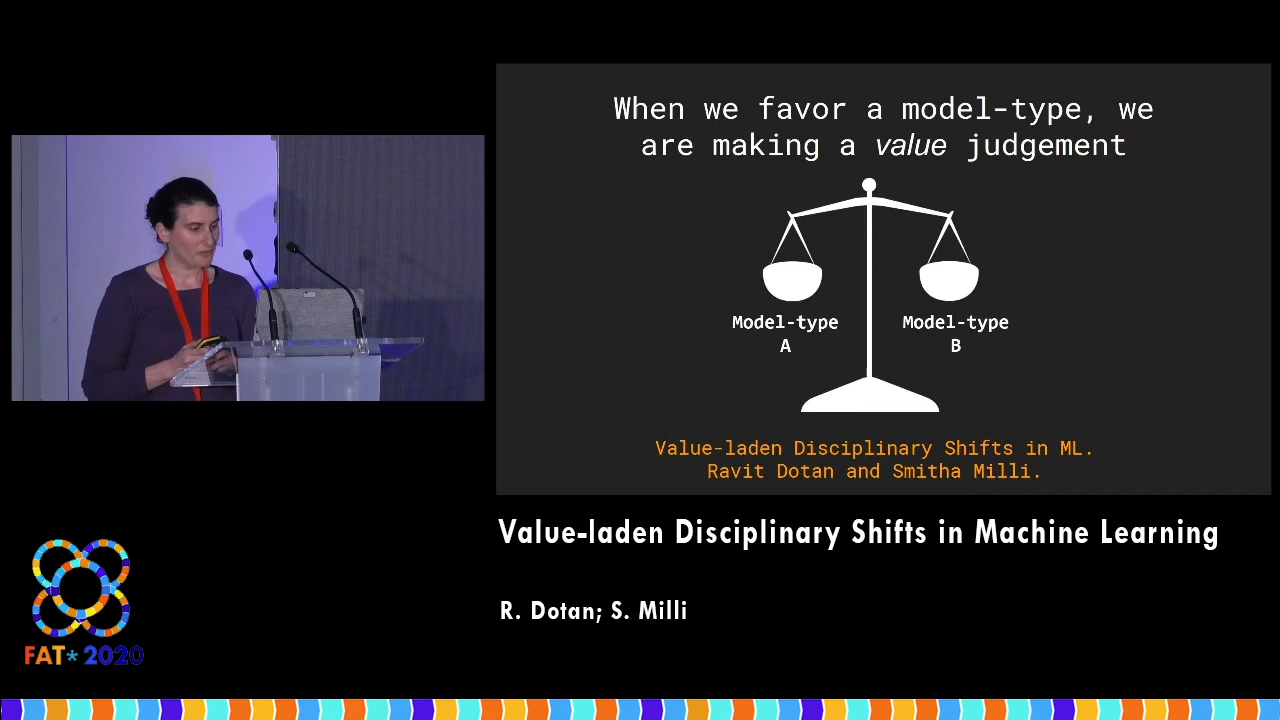 When we favor a model-type, we
are making a value judgement
Model-type
A
Model-type
B
Value-laden Disciplinary Shifts in ML.
Ravit Dotan and Smitha Milli.
Value-laden Disciplinary Shifts in Machine Learning
R. Dotan; S. Milli
FAT* 2020